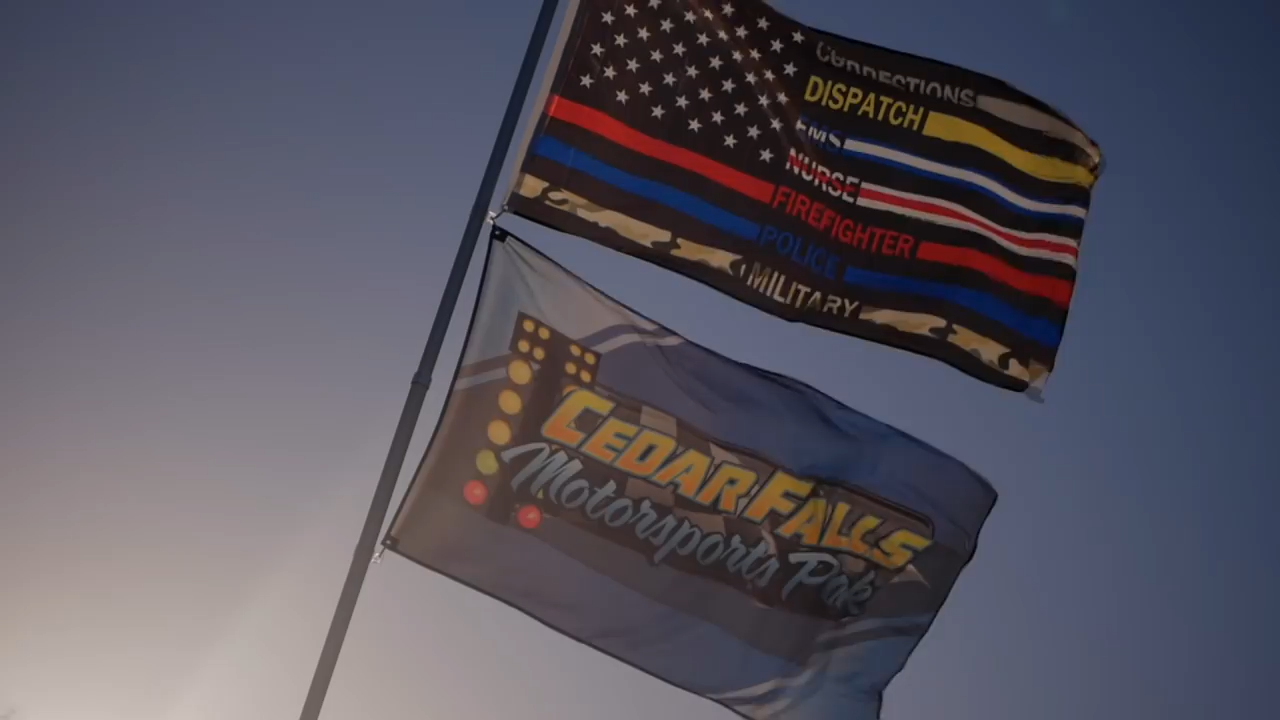 CORRECTIONS
DISPATCH
EMS
NURSE
FIREFIGHTER
POLICE
MILITARY
CEDAR FALLS
Motorsports Park